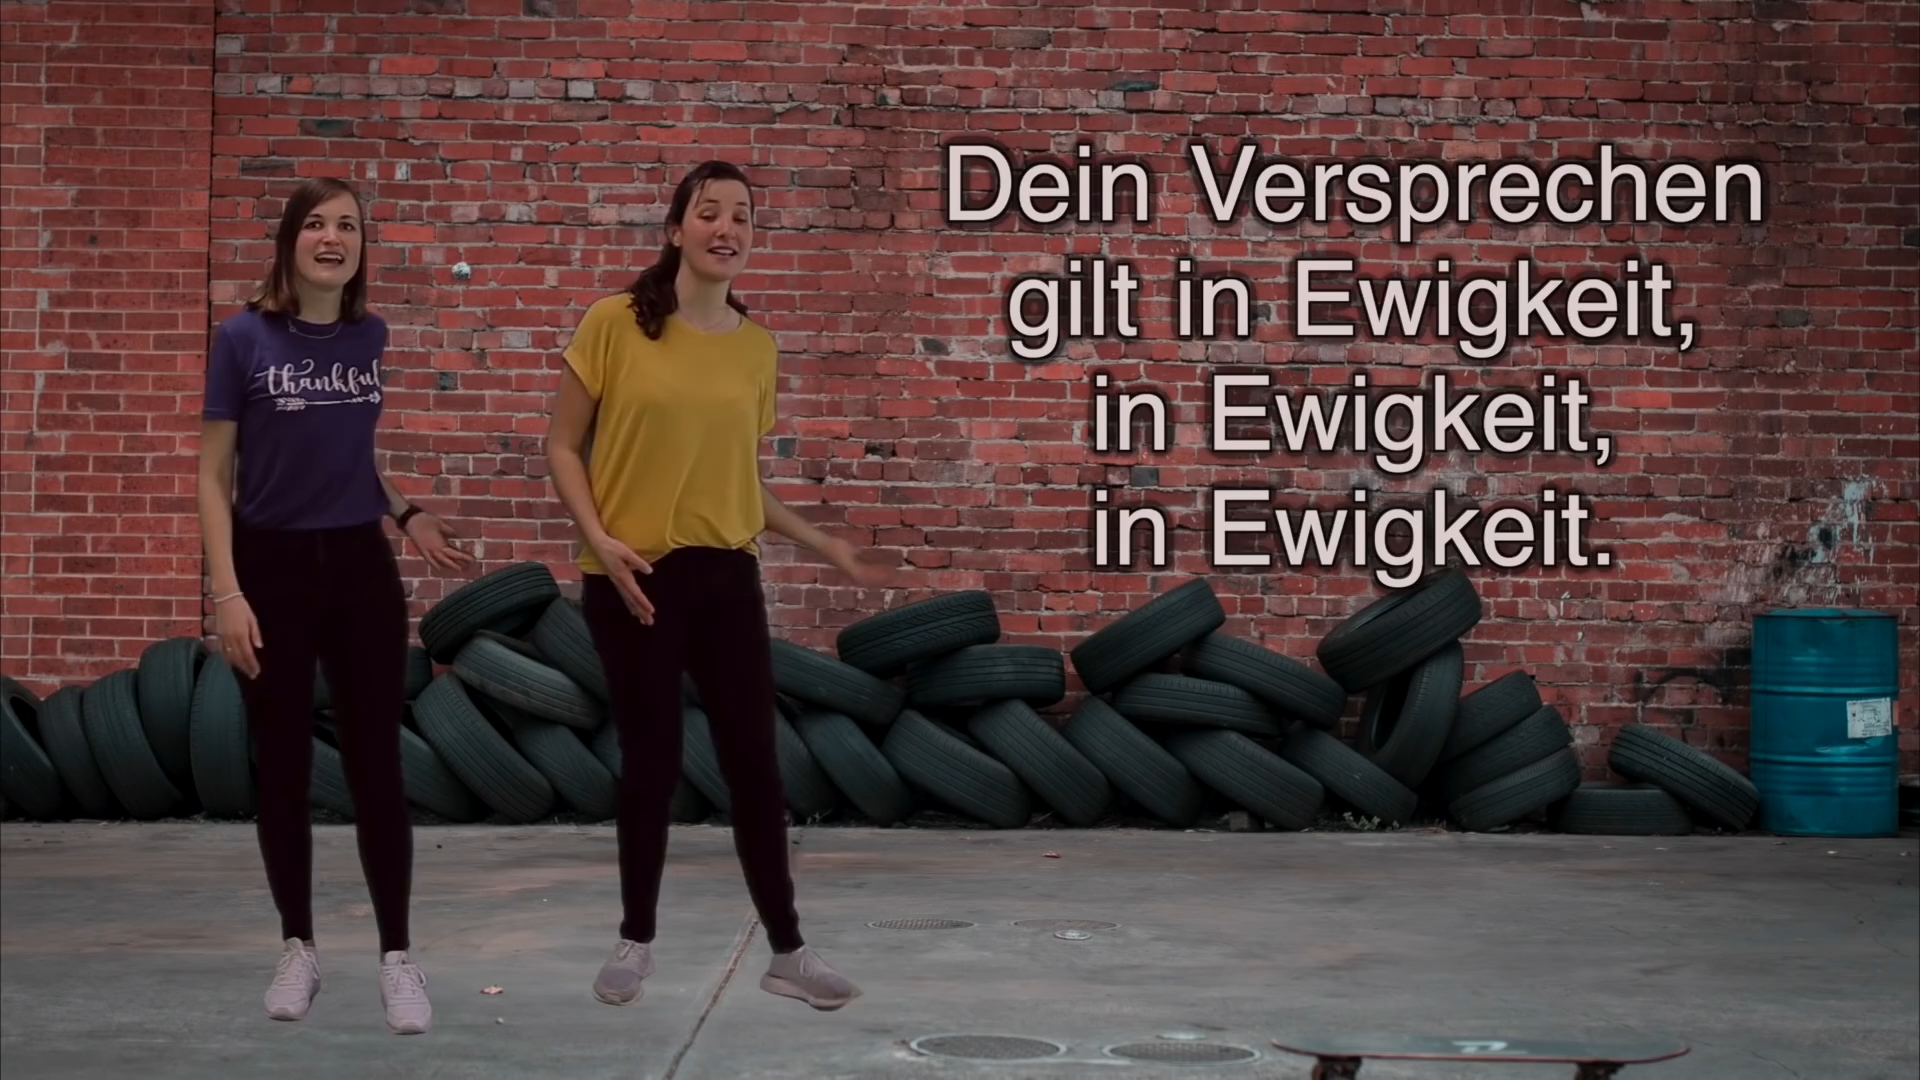 Dein Versprechen
gilt in Ewigkeit,
in Ewigkeit,
in Ewigkeit.
thankful